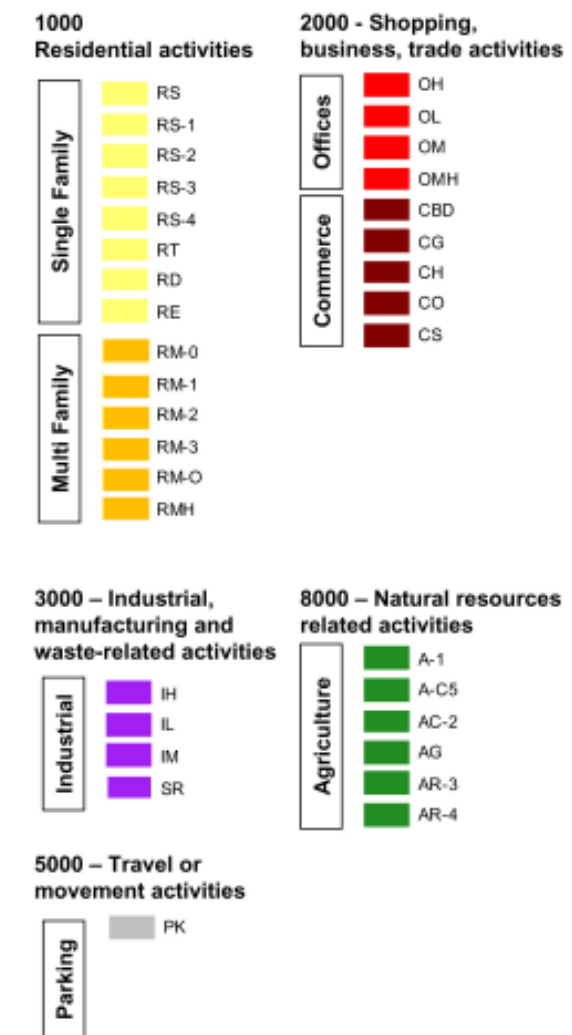 1000
Residential activities
Single Family
RS
RS-1
RS-2
RS-3
RS-4
RT
RD
RE
Multi Family
RM-0
RM-1
RM-2
RM-3
RM-O
RMH
2000 - Shopping,
business, trade activities
Offices
OH
OL
OM
OMH
Commerce
CBD
CG
CH
CO
CS
3000 – Industrial,
manufacturing and
waste-related activities
Industrial
IH
IL
IM
SR
8000 – Natural resources
related activities
Agriculture
A-1
A-C5
AC-2
AG
AR-3
AR-4
5000 – Travel or
movement activities
Parking
PK